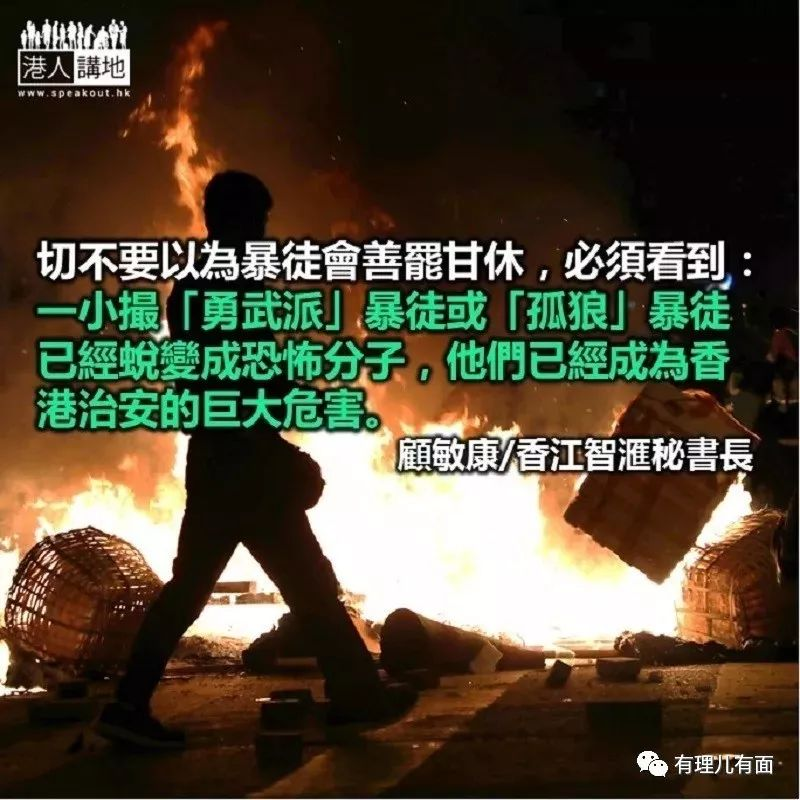 港人講地
www.speakout.hk
切不要以為暴徒會善罷甘休，必須看到：
一小撮「勇武派」暴徒或「孤狼」暴徒
已經蛻變成恐怖分子，他們已經成為香
港治安的巨大危害。
顧敏康/香江智滙秘書長
有理儿有面